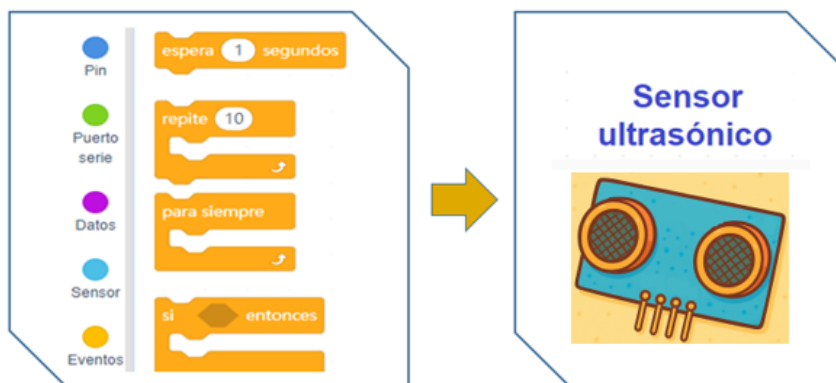 Pin
Puerto
serie
Datos
Sensor
Eventos
espera 1 segundos
repite 10
para siempre
si entonces
Sensor
ultrasónico